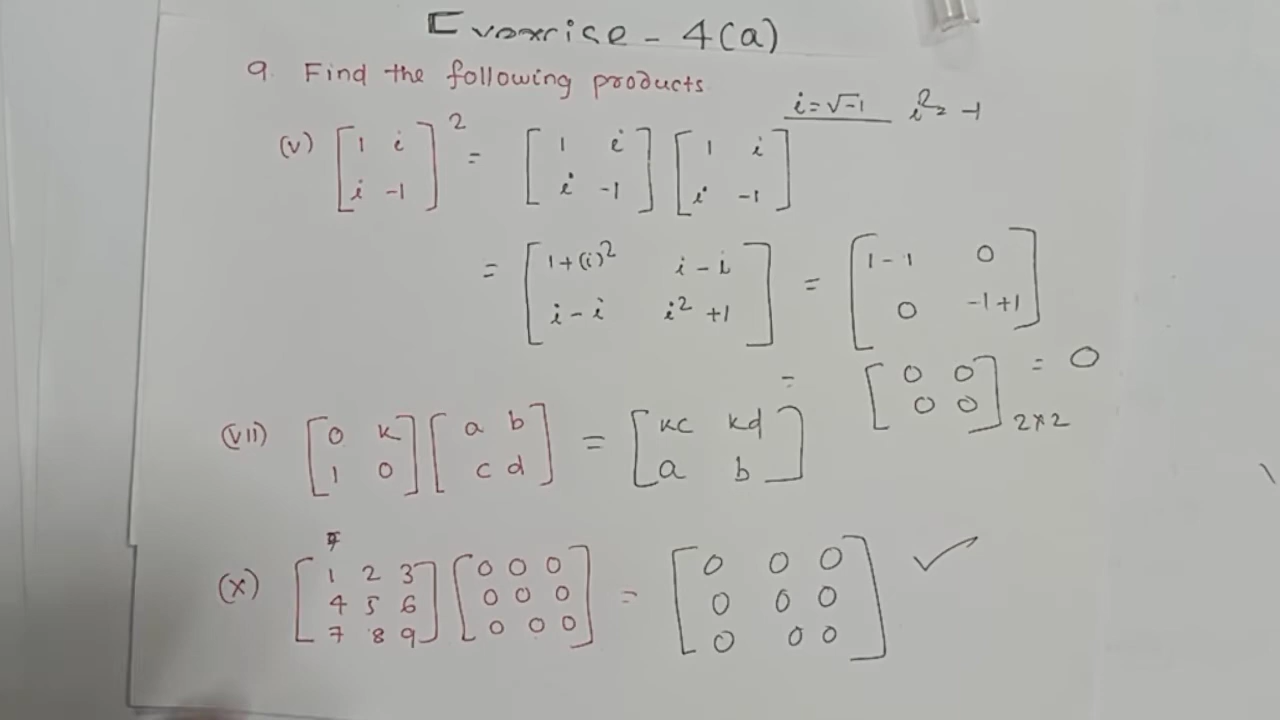 Exercise - 4(a)
9. Find the following products
i = √-1 i² = -1
(v) [1 i; i -1]² = [1 i; i -1] [1 i; i -1]
= [1+(i)² i-i; i-i i²+1] = [1-1 0; 0 -1+1]
= [0 0; 0 0] 2×2 = 0
(vii) [0 k; 1 0] [a b; c d] = [kc kd; a b]
(x) [1 2 3; 4 5 6; 7 8 9] [0 0 0; 0 0 0; 0 0 0] = [0 0 0; 0 0 0; 0 0 0] ✓